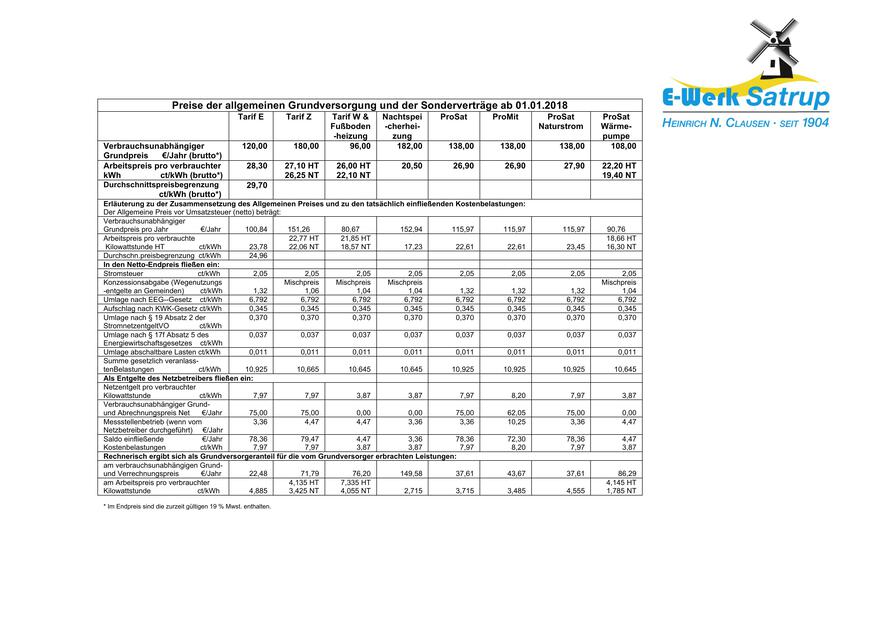 E-Werk Satrup
HEINRICH N. CLAUSEN · SEIT 1904
Preise der allgemeinen Grundversorgung und der Sonderverträge ab 01.01.2018
Tarif E Tarif Z Tarif W & Nachtspei ProSat ProMit ProSat ProSat
Fußboden -cherhei- Naturstrom Wärme-
-heizung zung pumpe
Verbrauchsunabhängiger 120,00 180,00 96,00 182,00 138,00 138,00 138,00 108,00
Grundpreis €/Jahr (brutto*)
Arbeitspreis pro verbrauchter 28,30 27,10 HT 26,00 HT 20,50 26,90 26,90 27,90 22,20 HT
kWh ct/kWh (brutto*) 26,25 NT 22,10 NT 19,40 NT
Durchschnittspreisbegrenzung 29,70
ct/kWh (brutto*)
Erläuterung zu der Zusammensetzung des Allgemeinen Preises und zu den tatsächlich einfließenden Kostenbelastungen:
Der Allgemeine Preis vor Umsatzsteuer (netto) beträgt:
Verbrauchsunabhängiger
Grundpreis pro Jahr €/Jahr 100,84 151,26 80,67 152,94 115,97 115,97 115,97 90,76
Arbeitspreis pro verbrauchte 22,77 HT 21,85 HT 18,66 HT
Kilowattstunde HT ct/kWh 23,78 22,06 NT 18,57 NT 17,23 22,61 22,61 23,45 16,30 NT
Durchschn.preisbegrenzung ct/kWh 24,96
In den Netto-Endpreis fließen ein:
Stromsteuer ct/kWh 2,05 2,05 2,05 2,05 2,05 2,05 2,05 2,05
Konzessionsabgabe (Wegenutzungs Mischpreis Mischpreis Mischpreis Mischpreis
-entgelte an Gemeinden) ct/kWh 1,32 1,06 1,04 1,04 1,32 1,32 1,32 1,04
Umlage nach EEG--Gesetz ct/kWh 6,792 6,792 6,792 6,792 6,792 6,792 6,792 6,792
Aufschlag nach KWK-Gesetz ct/kWh 0,345 0,345 0,345 0,345 0,345 0,345 0,345 0,345
Umlage nach § 19 Absatz 2 der 0,370 0,370 0,370 0,370 0,370 0,370 0,370 0,370
StromnetzentgeltVO ct/kWh
Umlage nach § 17f Absatz 5 des 0,037 0,037 0,037 0,037 0,037 0,037 0,037 0,037
Energiewirtschaftsgesetzes ct/kWh
Umlage abschaltbare Lasten ct/kWh 0,011 0,011 0,011 0,011 0,011 0,011 0,011 0,011
Summe gesetzlich veranlass-
tenBelastungen ct/kWh 10,925 10,665 10,645 10,645 10,925 10,925 10,925 10,645
Als Entgelte des Netzbetreibers fließen ein:
Netzentgelt pro verbrauchter
Kilowattstunde ct/kWh 7,97 7,97 3,87 3,87 7,97 8,20 7,97 3,87
Verbrauchsunabhängiger Grund-
und Abrechnungspreis Net €/Jahr 75,00 75,00 0,00 0,00 75,00 62,05 75,00 0,00
Messstellenbetrieb (wenn vom 3,36 4,47 4,47 3,36 3,36 10,25 3,36 4,47
Netzbetreiber durchgeführt) €/Jahr
Saldo einfließende €/Jahr 78,36 79,47 4,47 3,36 78,36 72,30 78,36 4,47
Kostenbelastungen ct/kWh 7,97 7,97 3,87 3,87 7,97 8,20 7,97 3,87
Rechnerisch ergibt sich als Grundversorgeranteil für die vom Grundversorger erbrachten Leistungen:
am verbrauchsunabhängigen Grund-
und Verrechnungspreis €/Jahr 22,48 71,79 76,20 149,58 37,61 43,67 37,61 86,29
am Arbeitspreis pro verbrauchter 4,135 HT 7,335 HT 4,145 HT
Kilowattstunde ct/kWh 4,885 3,425 NT 4,055 NT 2,715 3,715 3,485 4,555 1,785 NT
* Im Endpreis sind die zurzeit gültigen 19 % Mwst. enthalten.